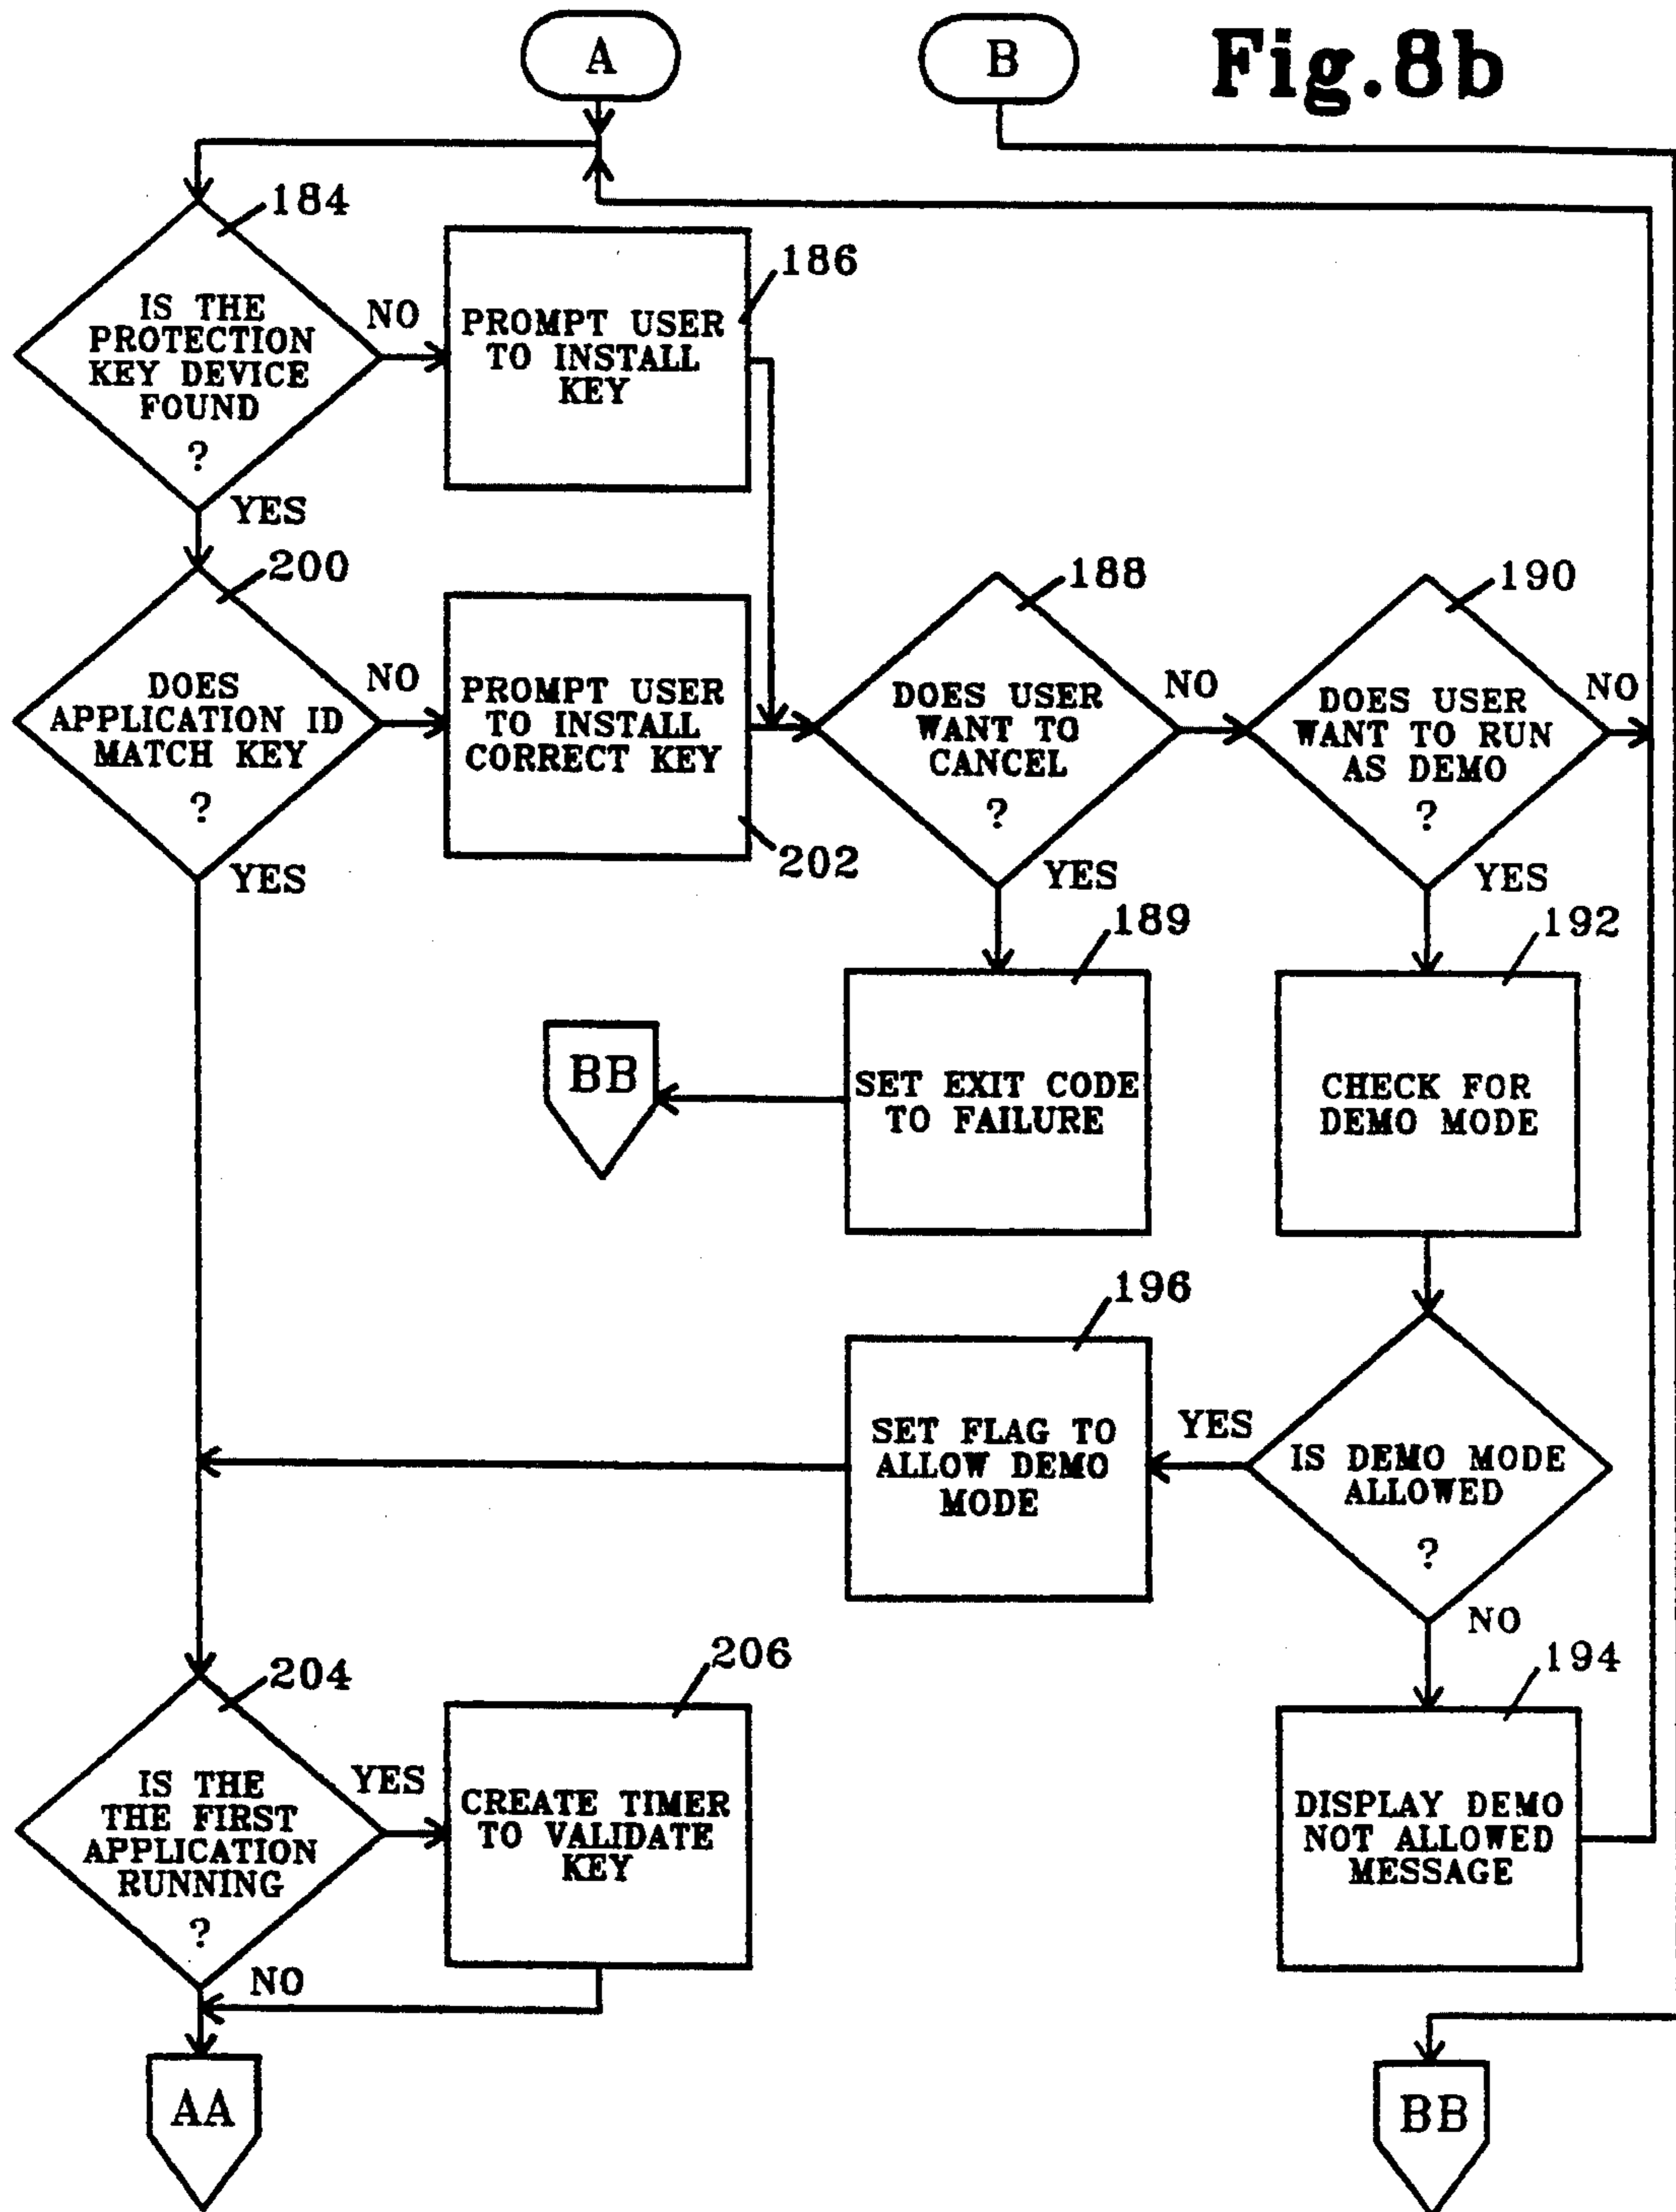 A
B
Fig.8b
184
IS THE
PROTECTION
KEY DEVICE
FOUND
?
NO
YES
186
PROMPT USER
TO INSTALL
KEY
200
DOES
APPLICATION ID
MATCH KEY
?
NO
YES
PROMPT USER
TO INSTALL
CORRECT KEY
202
188
DOES USER
WANT TO
CANCEL
?
NO
YES
190
DOES USER
WANT TO RUN
AS DEMO
?
NO
YES
189
SET EXIT CODE
TO FAILURE
BB
192
CHECK FOR
DEMO MODE
196
SET FLAG TO
ALLOW DEMO
MODE
YES
IS DEMO MODE
ALLOWED
?
NO
204
IS THE
THE FIRST
APPLICATION
RUNNING
?
YES
NO
206
CREATE TIMER
TO VALIDATE
KEY
194
DISPLAY DEMO
NOT ALLOWED
MESSAGE
AA
BB